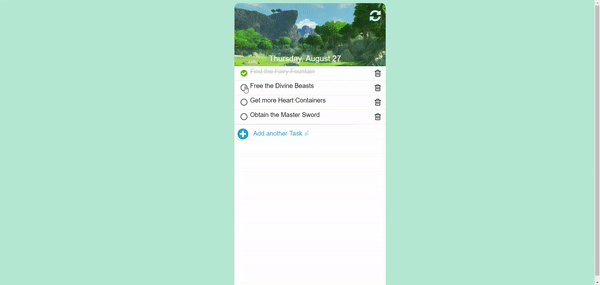 Thursday, August 27
Find the Fairy Fountain
Free the Divine Beasts
Get more Heart Containers
Obtain the Master Sword
Add another Task